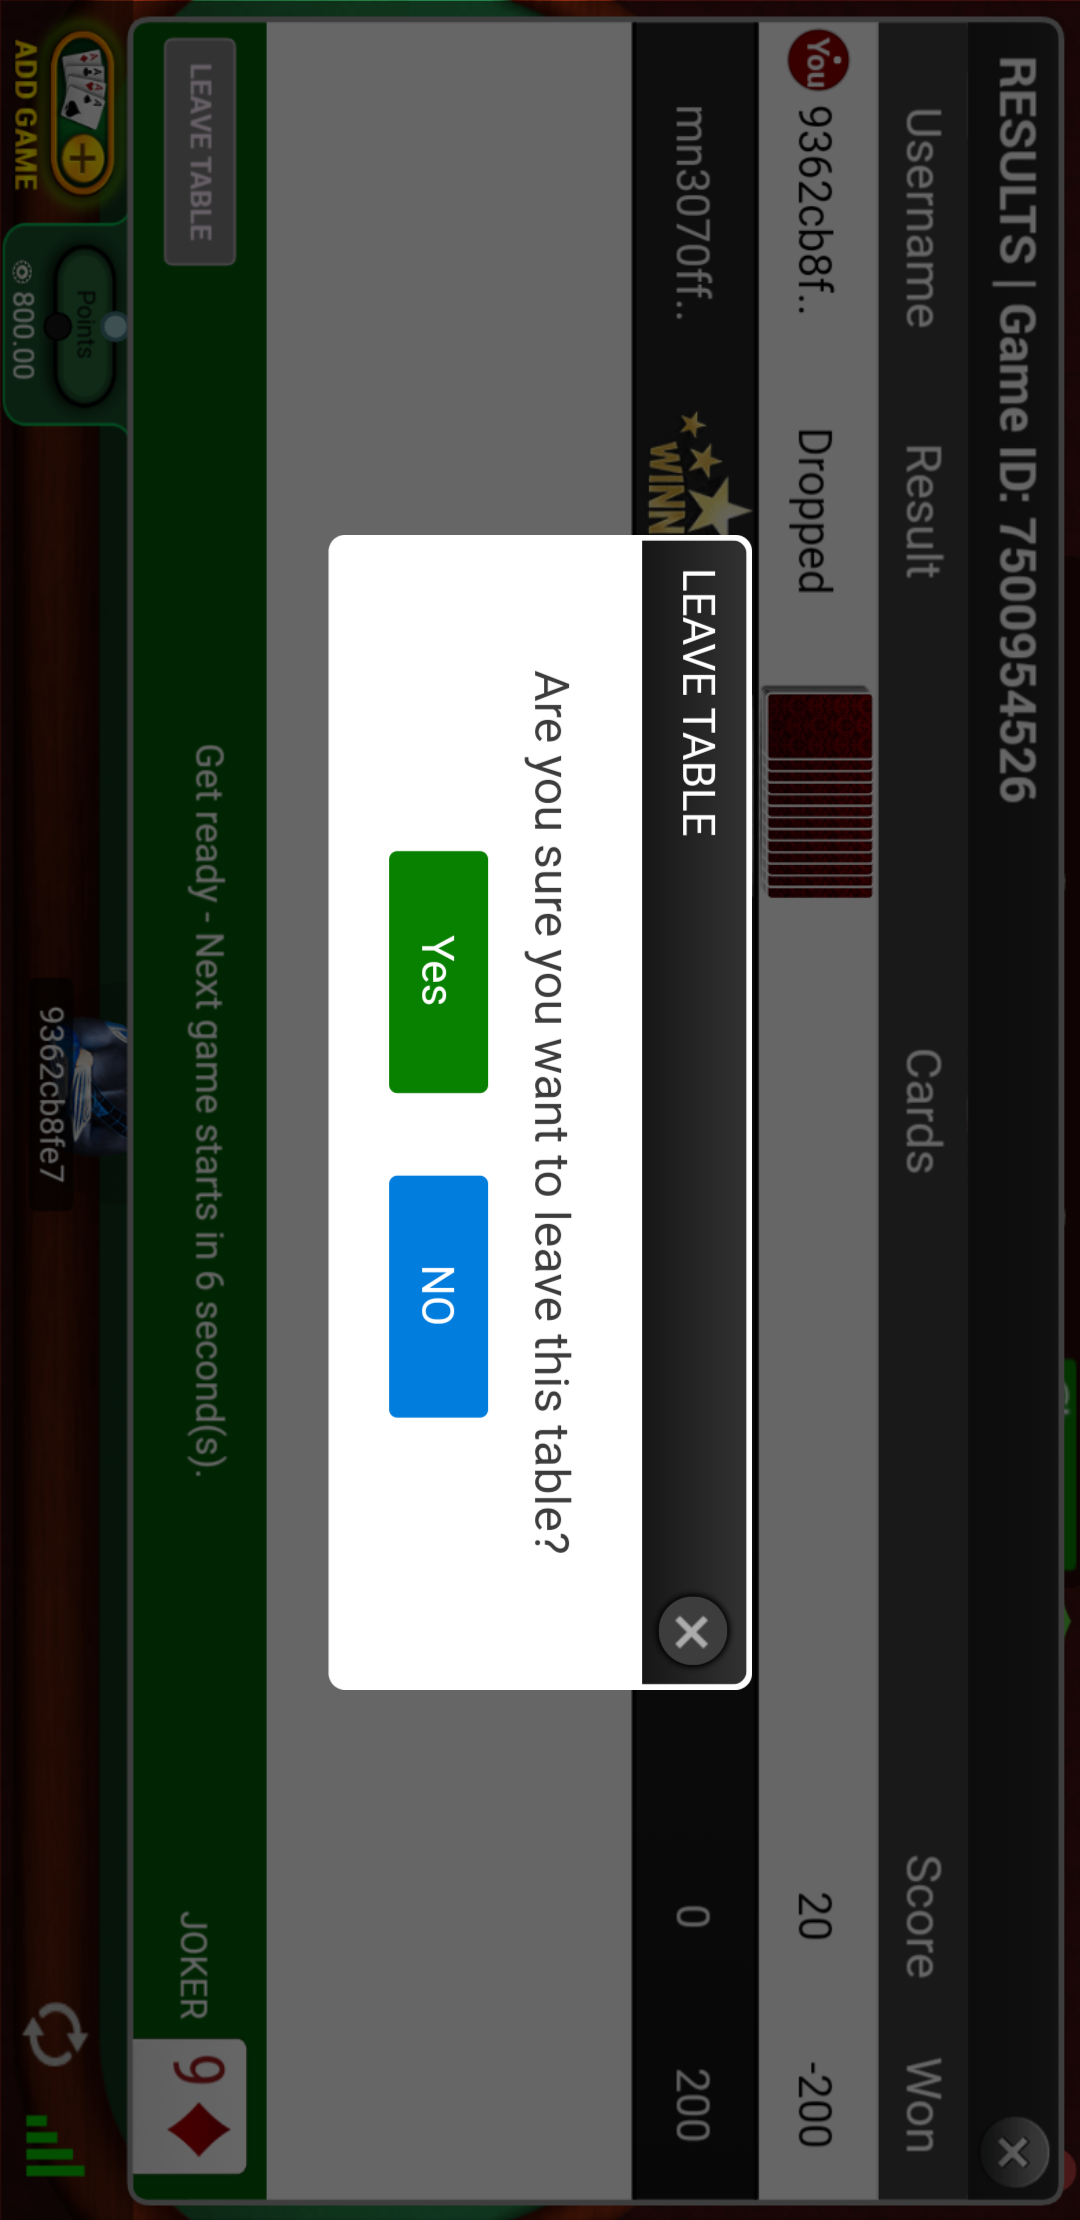 RESULTS | Game ID: 7500954526
Username Result Cards Score Won
You 9362cb8f.. Dropped 20 -200
mn3070ff.. WINN 0 200
LEAVE TABLE
Are you sure you want to leave this table?
Yes NO
LEAVE TABLE
Get ready - Next game starts in 6 second(s).
JOKER
9
ADD GAME
Points
800.00
9362cb8fe7